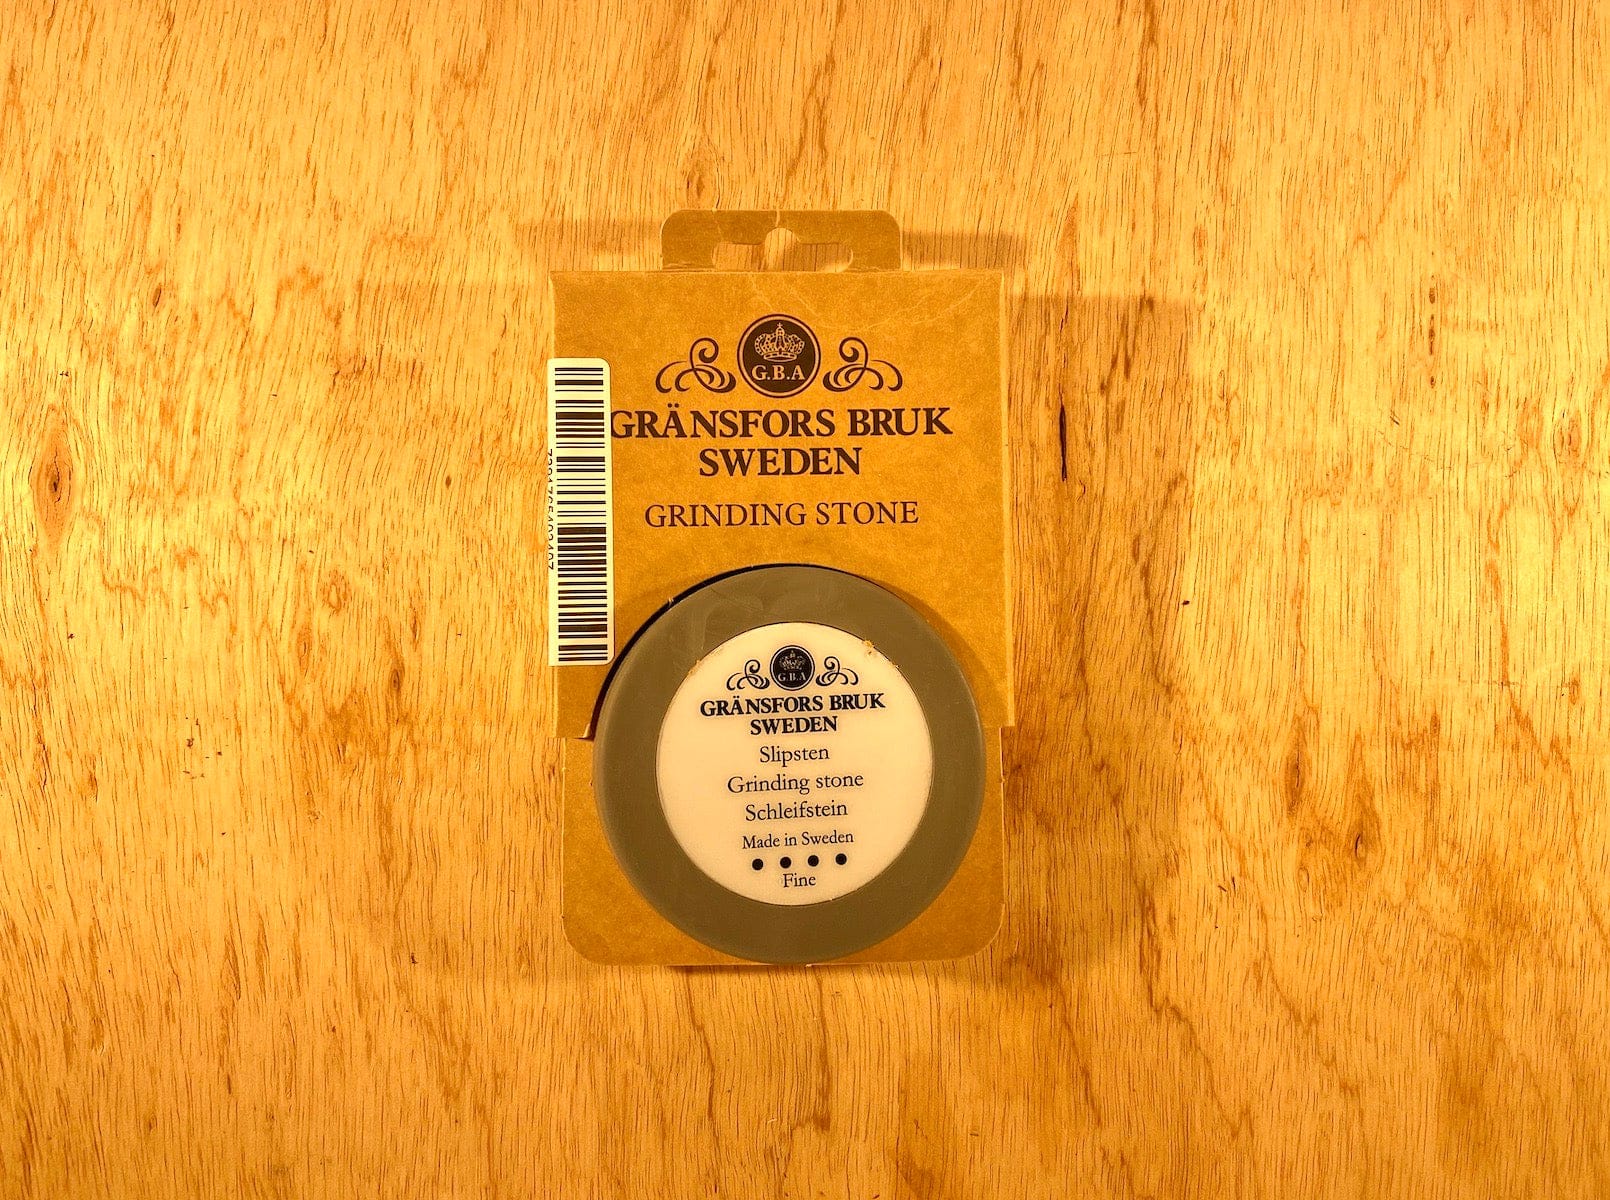 G.B.A
GRÄNSFORS BRUK
SWEDEN
GRINDING STONE
G.B.A
GRÄNSFORS BRUK
SWEDEN
Slipsten
Grinding stone
Schleifstein
Made in Sweden
Fine